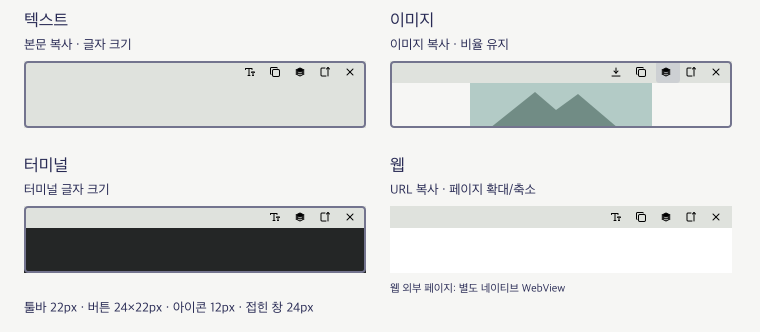 텍스트
본문 복사 · 글자 크기
이미지
이미지 복사 · 비율 유지
터미널
터미널 글자 크기
웹
URL 복사 · 페이지 확대/축소
웹 외부 페이지: 별도 네이티브 WebView
툴바 22px · 버튼 24×22px · 아이콘 12px · 접힌 창 24px